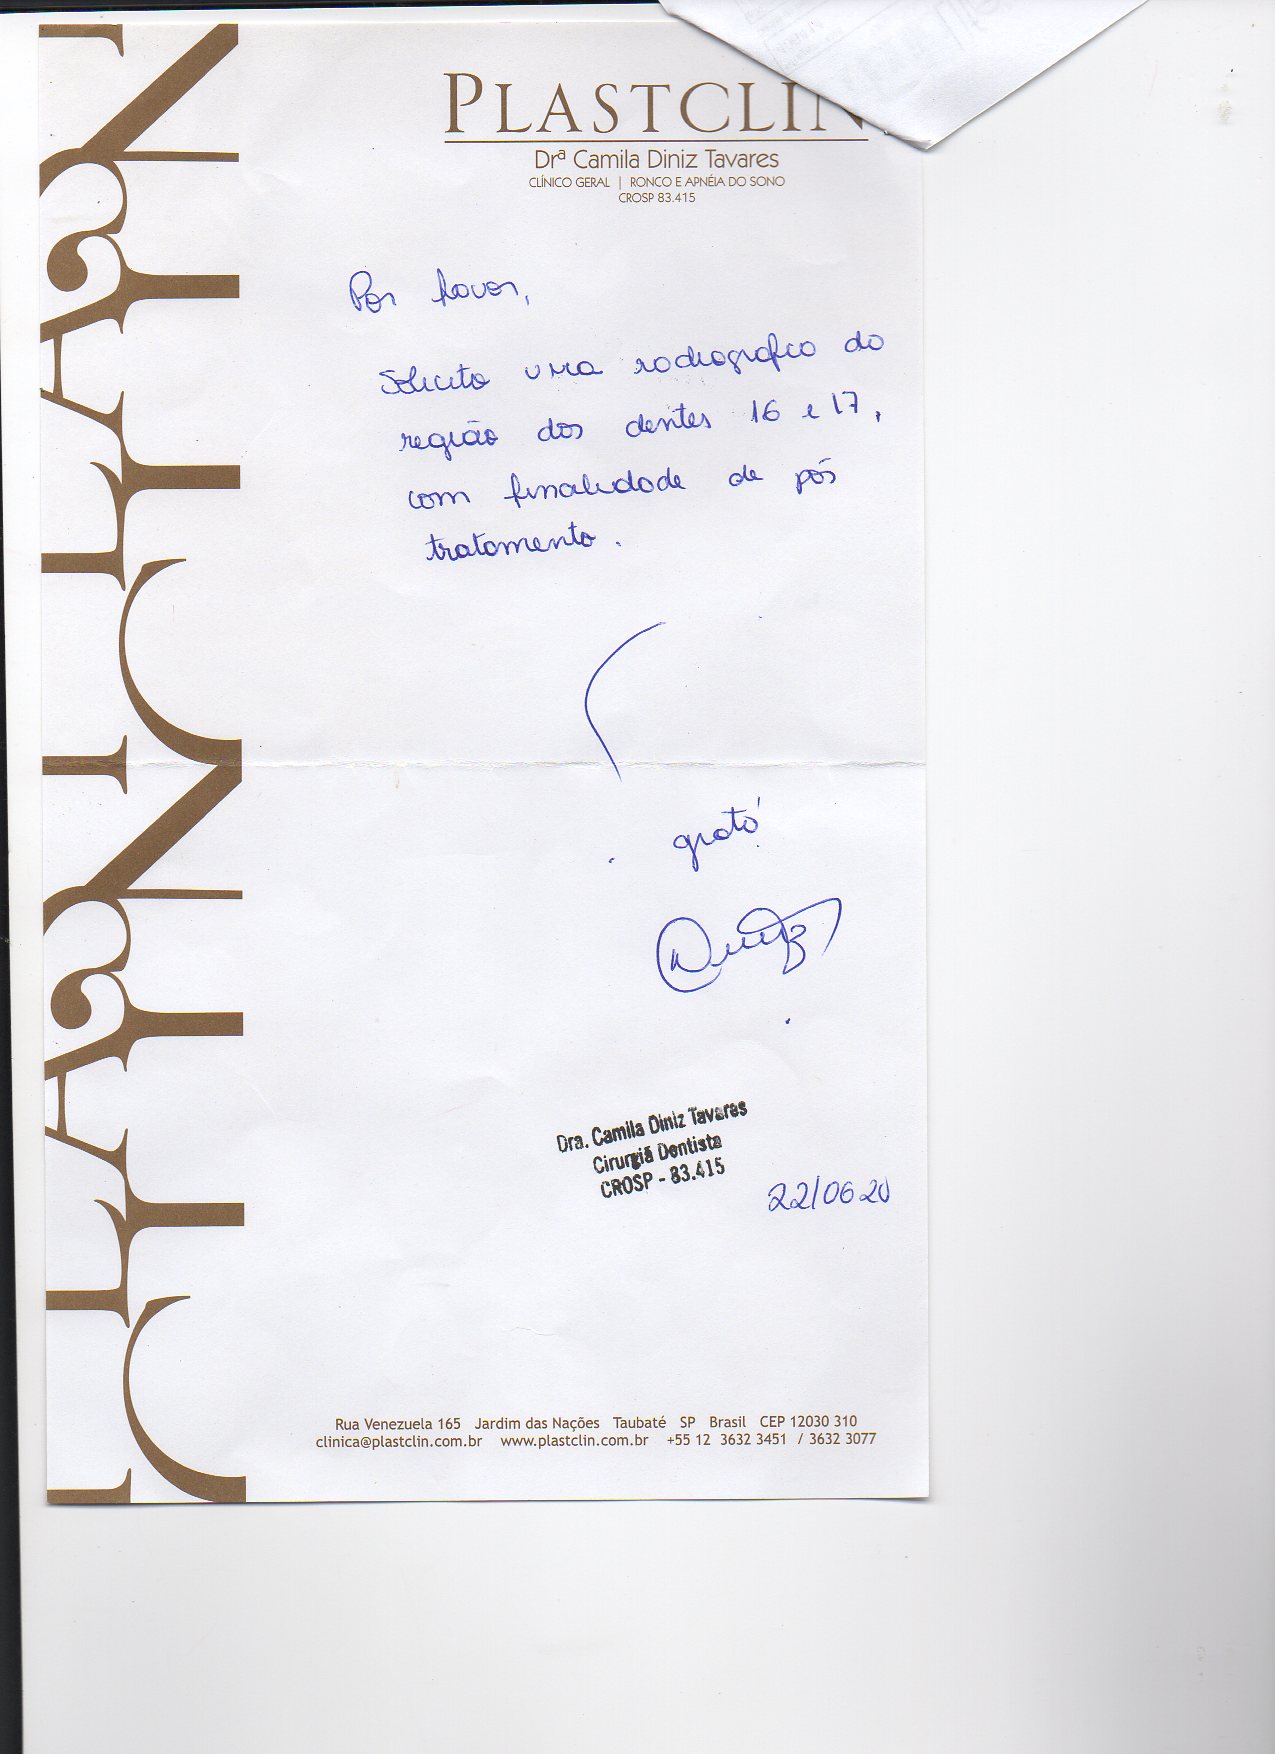 PLASTCLIN
Drª Camila Diniz Tavares
CLÍNICO GERAL | RONCO E APNÉIA DO SONO
CROSP 83.415
Por favor,
Solicito uma radiografia da
região dos dentes 16 e 17,
com finalidade de pós
tratamento.
grata
Diniz
Dra. Camila Diniz Tavares
Cirurgiã Dentista
CROSP - 83.415
22/06 20
Rua Venezuela 165 Jardim das Nações Taubaté SP Brasil CEP 12030 310
clinica@plastclin.com.br www.plastclin.com.br +55 12 3632 3451 / 3632 3077